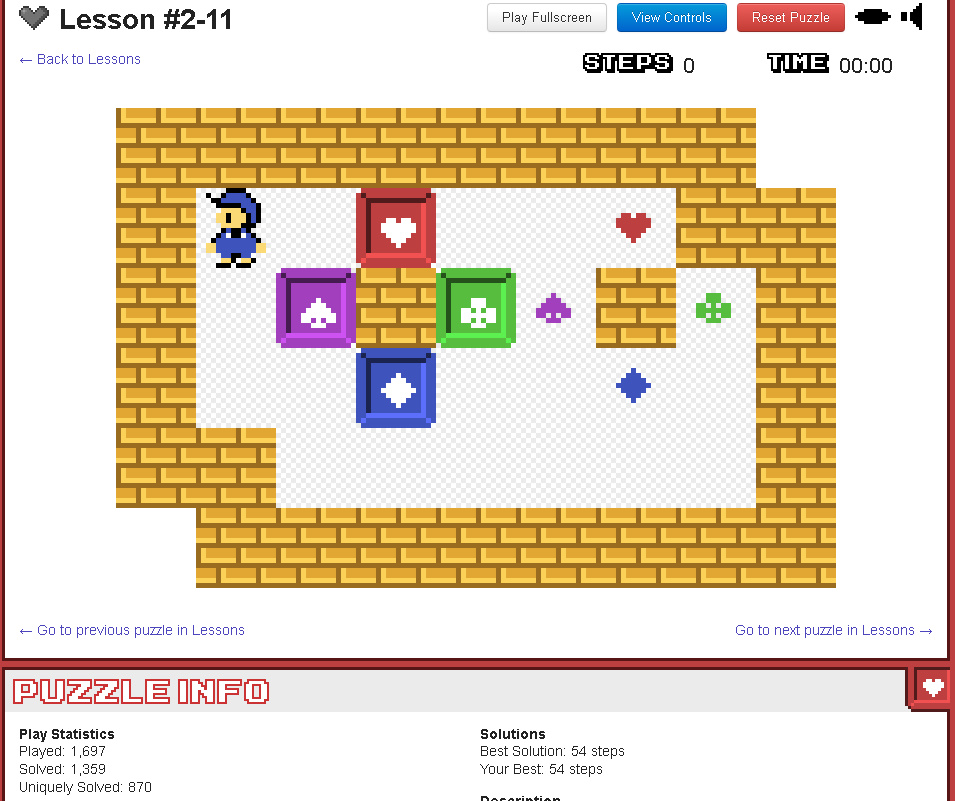 Lesson #2-11
Play Fullscreen
View Controls
Reset Puzzle
← Back to Lessons
STEPS 0
TIME 00:00
← Go to previous puzzle in Lessons
Go to next puzzle in Lessons →
PUZZLE INFO
Play Statistics
Played: 1,697
Solved: 1,359
Uniquely Solved: 870
Solutions
Best Solution: 54 steps
Your Best: 54 steps
Description